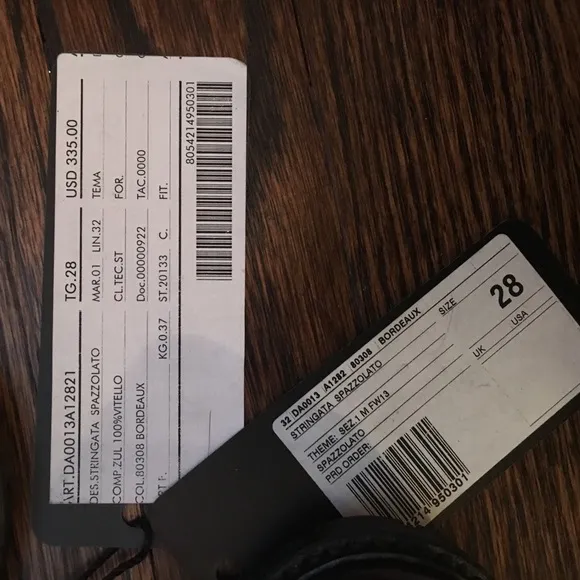 ART.DA0013A12821 TG.28 USD 335.00
DES.STRINGATA SPAZZOLATO MAR.01 LIN.32 TEMA
COMP.ZUL 100%VITELLO CL.TEC.ST FOR.
COL.80308 BORDEAUX Doc.00000922 TAC.0000
KG.0.37 ST.20133 C. FIT.
8054214950301
32 DA0013 A1282 80308 BORDEAUX
STRINGATA SPAZZOLATO
SIZE 28
THEME: SEZ.1 M FW13
SPAZZOLATO
UK USA
PRD ORDER:
214 950301